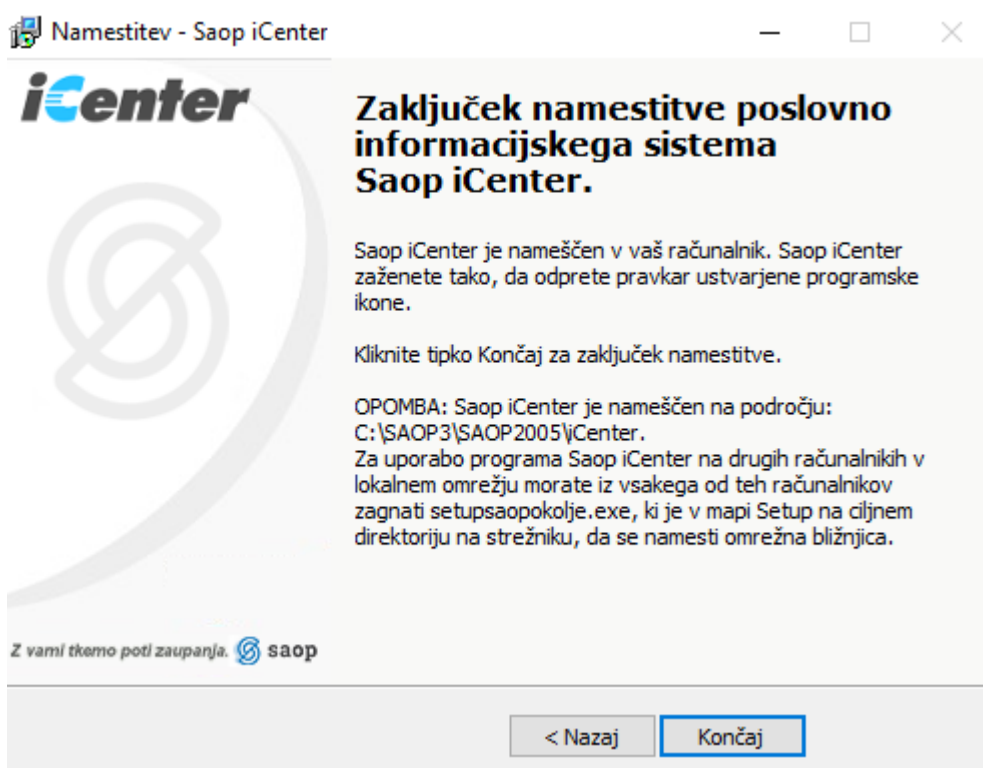 Namestitev - Saop iCenter
iCenter
Zaključek namestitve poslovno
informacijskega sistema
Saop iCenter.
Saop iCenter je nameščen v vaš računalnik. Saop iCenter
zaženete tako, da odprete pravkar ustvarjene programske
ikone.
Kliknite tipko Končaj za zaključek namestitve.
OPOMBA: Saop iCenter je nameščen na področju:
C:\SAOP3\SAOP2005\iCenter.
Za uporabo programa Saop iCenter na drugih računalnikih v
lokalnem omrežju morate iz vsakega od teh računalnikov
zagnati setupsaopokolje.exe, ki je v mapi Setup na ciljnem
direktoriju na strežniku, da se namesti omrežna bližnjica.
Z vami tkemo poti zaupanja. saop
< Nazaj Končaj